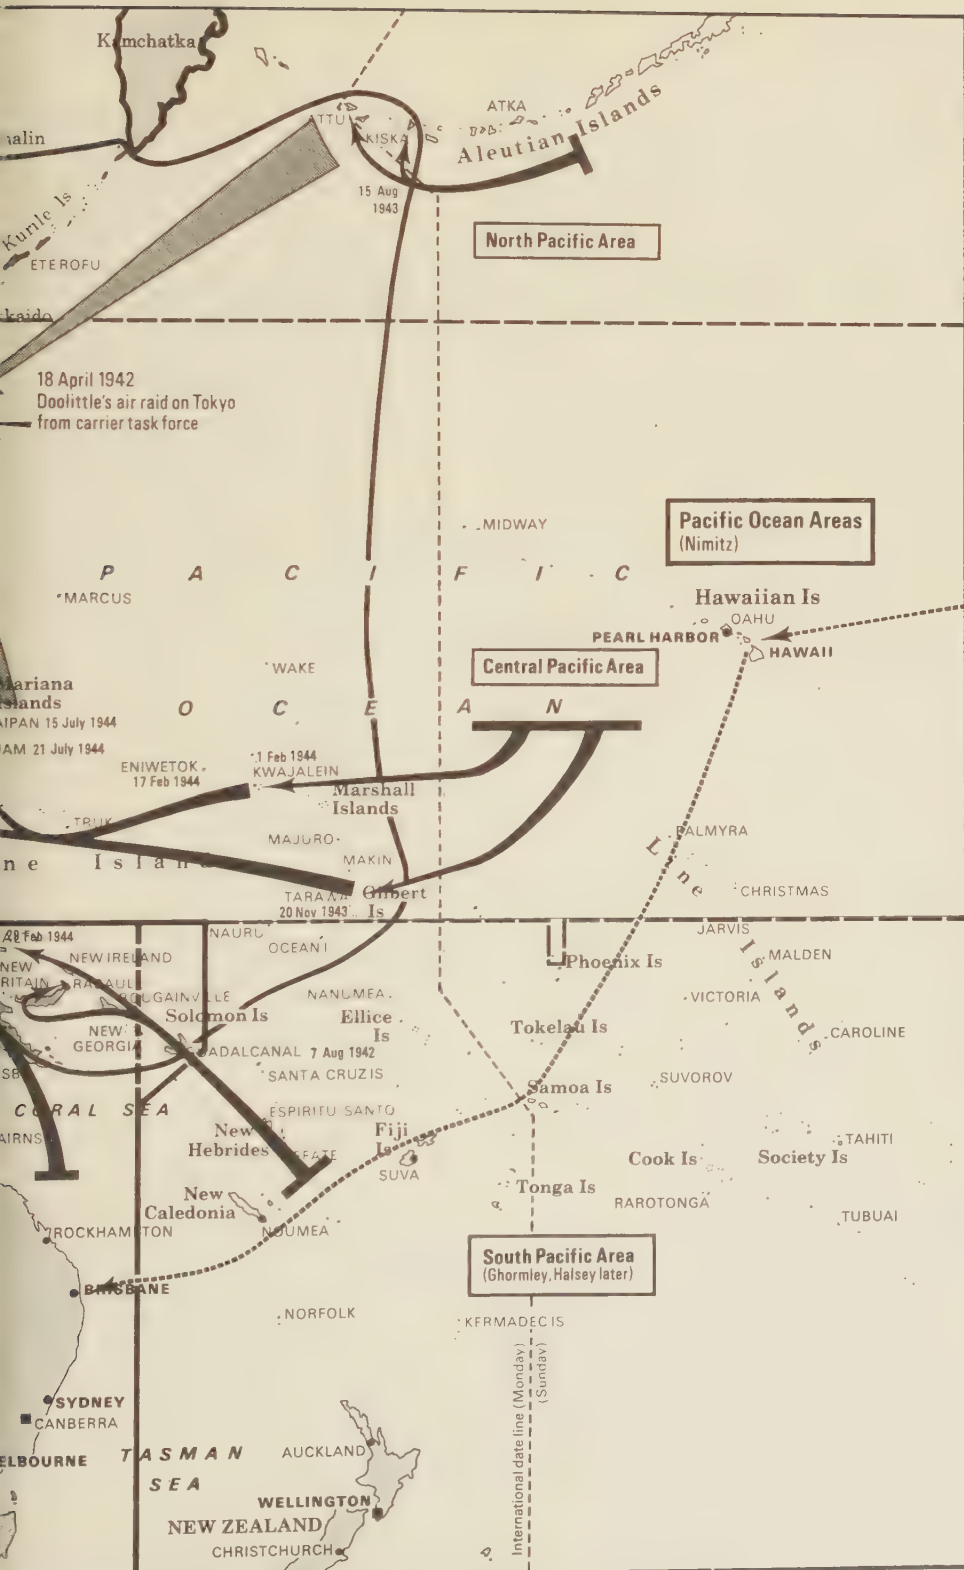 Kamchatka
ATKA
Aleutian Islands
ATTU
KISKA
15 Aug
1943
Kurile Is
ETEROFU
North Pacific Area
18 April 1942
Doolittle's air raid on Tokyo
from carrier task force
MIDWAY
Pacific Ocean Areas
(Nimitz)
PACIFIC
MARCUS
Hawaiian Is
OAHU
PEARL HARBOR
HAWAII
WAKE
Central Pacific Area
Mariana
Islands
15 July 1944
21 July 1944
OCEAN
ENIWETOK
17 Feb 1944
1 Feb 1944
KWAJALEIN
Marshall
Islands
TRUK
MAJURO
MAKIN
TARAWA
20 Nov 1943
Gilbert
Is
PALMYRA
Line Islands
CHRISTMAS
JARVIS
MALDEN
Feb 1944
NAURU
OCEAN I
NEW IRELAND
NEW
RABAUL
BOUGAINVILLE
Solomon Is
NEW
GEORGIA
NANUMEA
Ellice
Is
Phoenix Is
VICTORIA
Tokelau Is
CAROLINE
GUADALCANAL 7 Aug 1942
SANTA CRUZ IS
Samoa Is
SUVOROV
CORAL SEA
ESPIRITU SANTO
New
Hebrides
EFATE
Fiji
Is
SUVA
TAHITI
Cook Is
Society Is
New
Caledonia
Tonga Is
RAROTONGA
TUBUAI
ROCKHAMPTON
NOUMEA
South Pacific Area
(Ghormley, Halsey later)
BRISBANE
NORFOLK
KERMADEC IS
International date line (Monday)
(Sunday)
SYDNEY
CANBERRA
TASMAN
SEA
AUCKLAND
WELLINGTON
NEW ZEALAND
CHRISTCHURCH